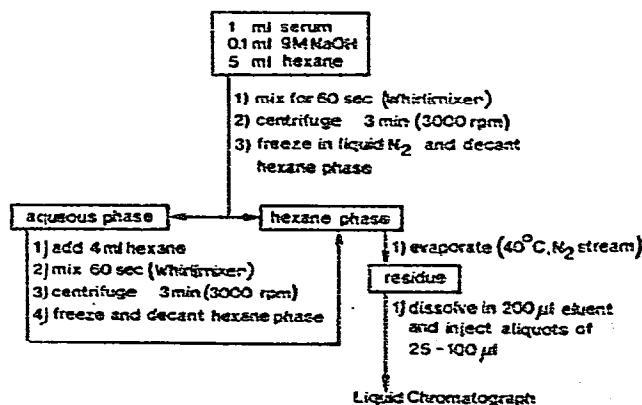 1 ml serum
0.1 ml 9M NaOH
5 ml hexane
1) mix for 60 sec (Whirlimixer)
2) centrifuge 3 min (3000 rpm)
3) freeze in liquid N₂ and decant
hexane phase
aqueous phase
hexane phase
1) add 4 ml hexane
2) mix 60 sec (Whirlimixer)
3) centrifuge 3 min (3000 rpm)
4) freeze and decant hexane phase
1) evaporate (40°C, N₂ stream)
residue
1) dissolve in 200 µl eluent
and inject aliquots of
25-100 µl
Liquid Chromatograph